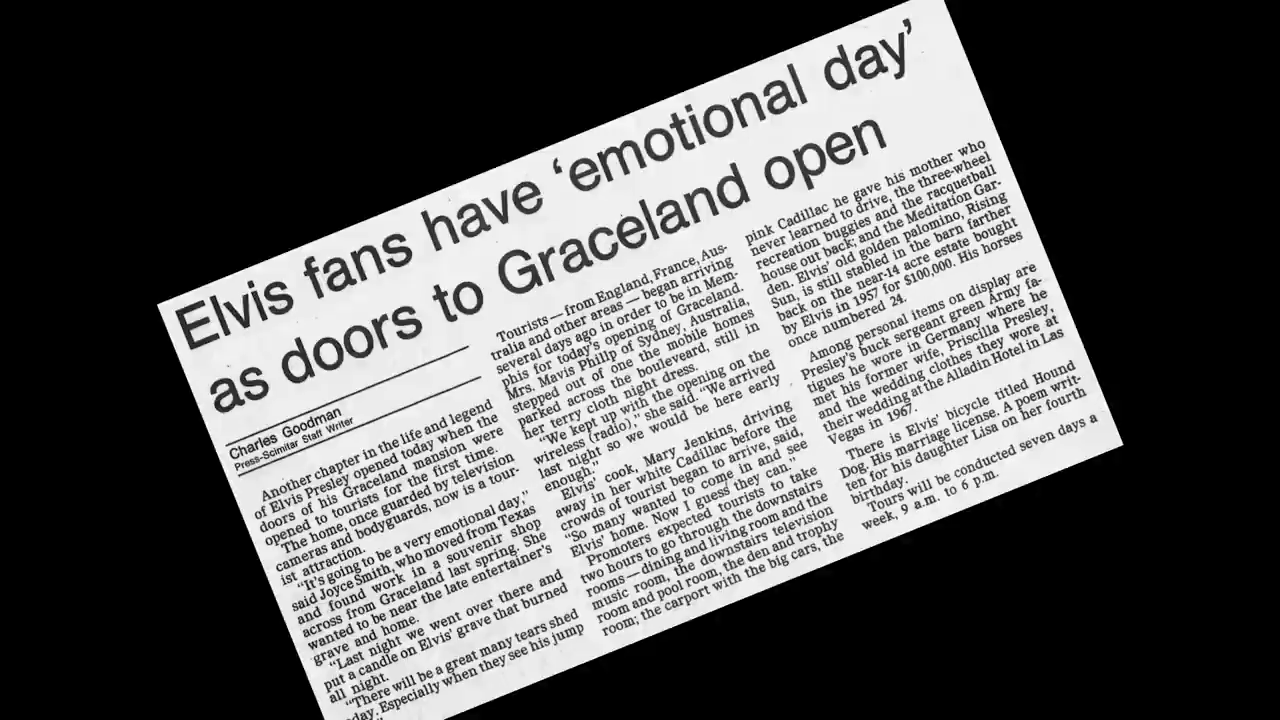 Elvis fans have ‘emotional day’
as doors to Graceland open
Charles Goodman
Press-Scimitar Staff Writer
Another chapter in the life and legend
of Elvis Presley opened today when the
doors of his Graceland mansion were
opened to tourists for the first time.
The home, once guarded by television
cameras and bodyguards, now is a tour-
ist attraction.
“It's going to be a very emotional day,”
said Joyce Smith, who moved from Texas
and found work in a souvenir shop
across from Graceland last spring. She
wanted to be near the late entertainer's
grave and home.
“Last night we went over there and
put a candle on Elvis' grave that burned
all night.
“There will be a great many tears shed
day. Especially when they see his jump
Tourists — from England, France, Aus-
tralia and other areas — began arriving
several days ago in order to be in Mem-
phis for today's opening of Graceland.
Mrs. Mavis Philp of Sydney, Australia,
stepped out of one the mobile homes
parked across the bouleveard, still in
her terry cloth night dress.
“We kept up with the opening on the
wireless (radio),” she said. “We arrived
last night so we would be here early
enough.”
Elvis' cook, Mary Jenkins, driving
away in her white Cadillac before the
crowds of tourist began to arrive, said,
“So many wanted to come in and see
Elvis' home. Now I guess they can.”
Promoters expected tourists to take
two hours to go through the downstairs
rooms — dining and living room and the
music room, the downstairs television
room and pool room, the den and trophy
room; the carport with the big cars, the
pink Cadillac he gave his mother who
never learned to drive, the three-wheel
recreation buggies and the racquetball
house out back; and the Meditation Gar-
den. Elvis' old golden palomino, Rising
Sun, is still stabled in the barn farther
back on the near-14 acre estate bought
by Elvis in 1957 for $100,000. His horses
once numbered 24.
Among personal items on display are
Presley's buck sergeant green Army fa-
tigues he wore in Germany where he
met his former wife, Priscilla Presley,
and the wedding clothes they wore at
their wedding at the Alladin Hotel in Las
Vegas in 1967.
There is Elvis' bicycle titled Hound
Dog. His marriage license. A poem writ-
ten for his daughter Lisa on her fourth
birthday.
Tours will be conducted seven days a
week, 9 a.m. to 6 p.m.